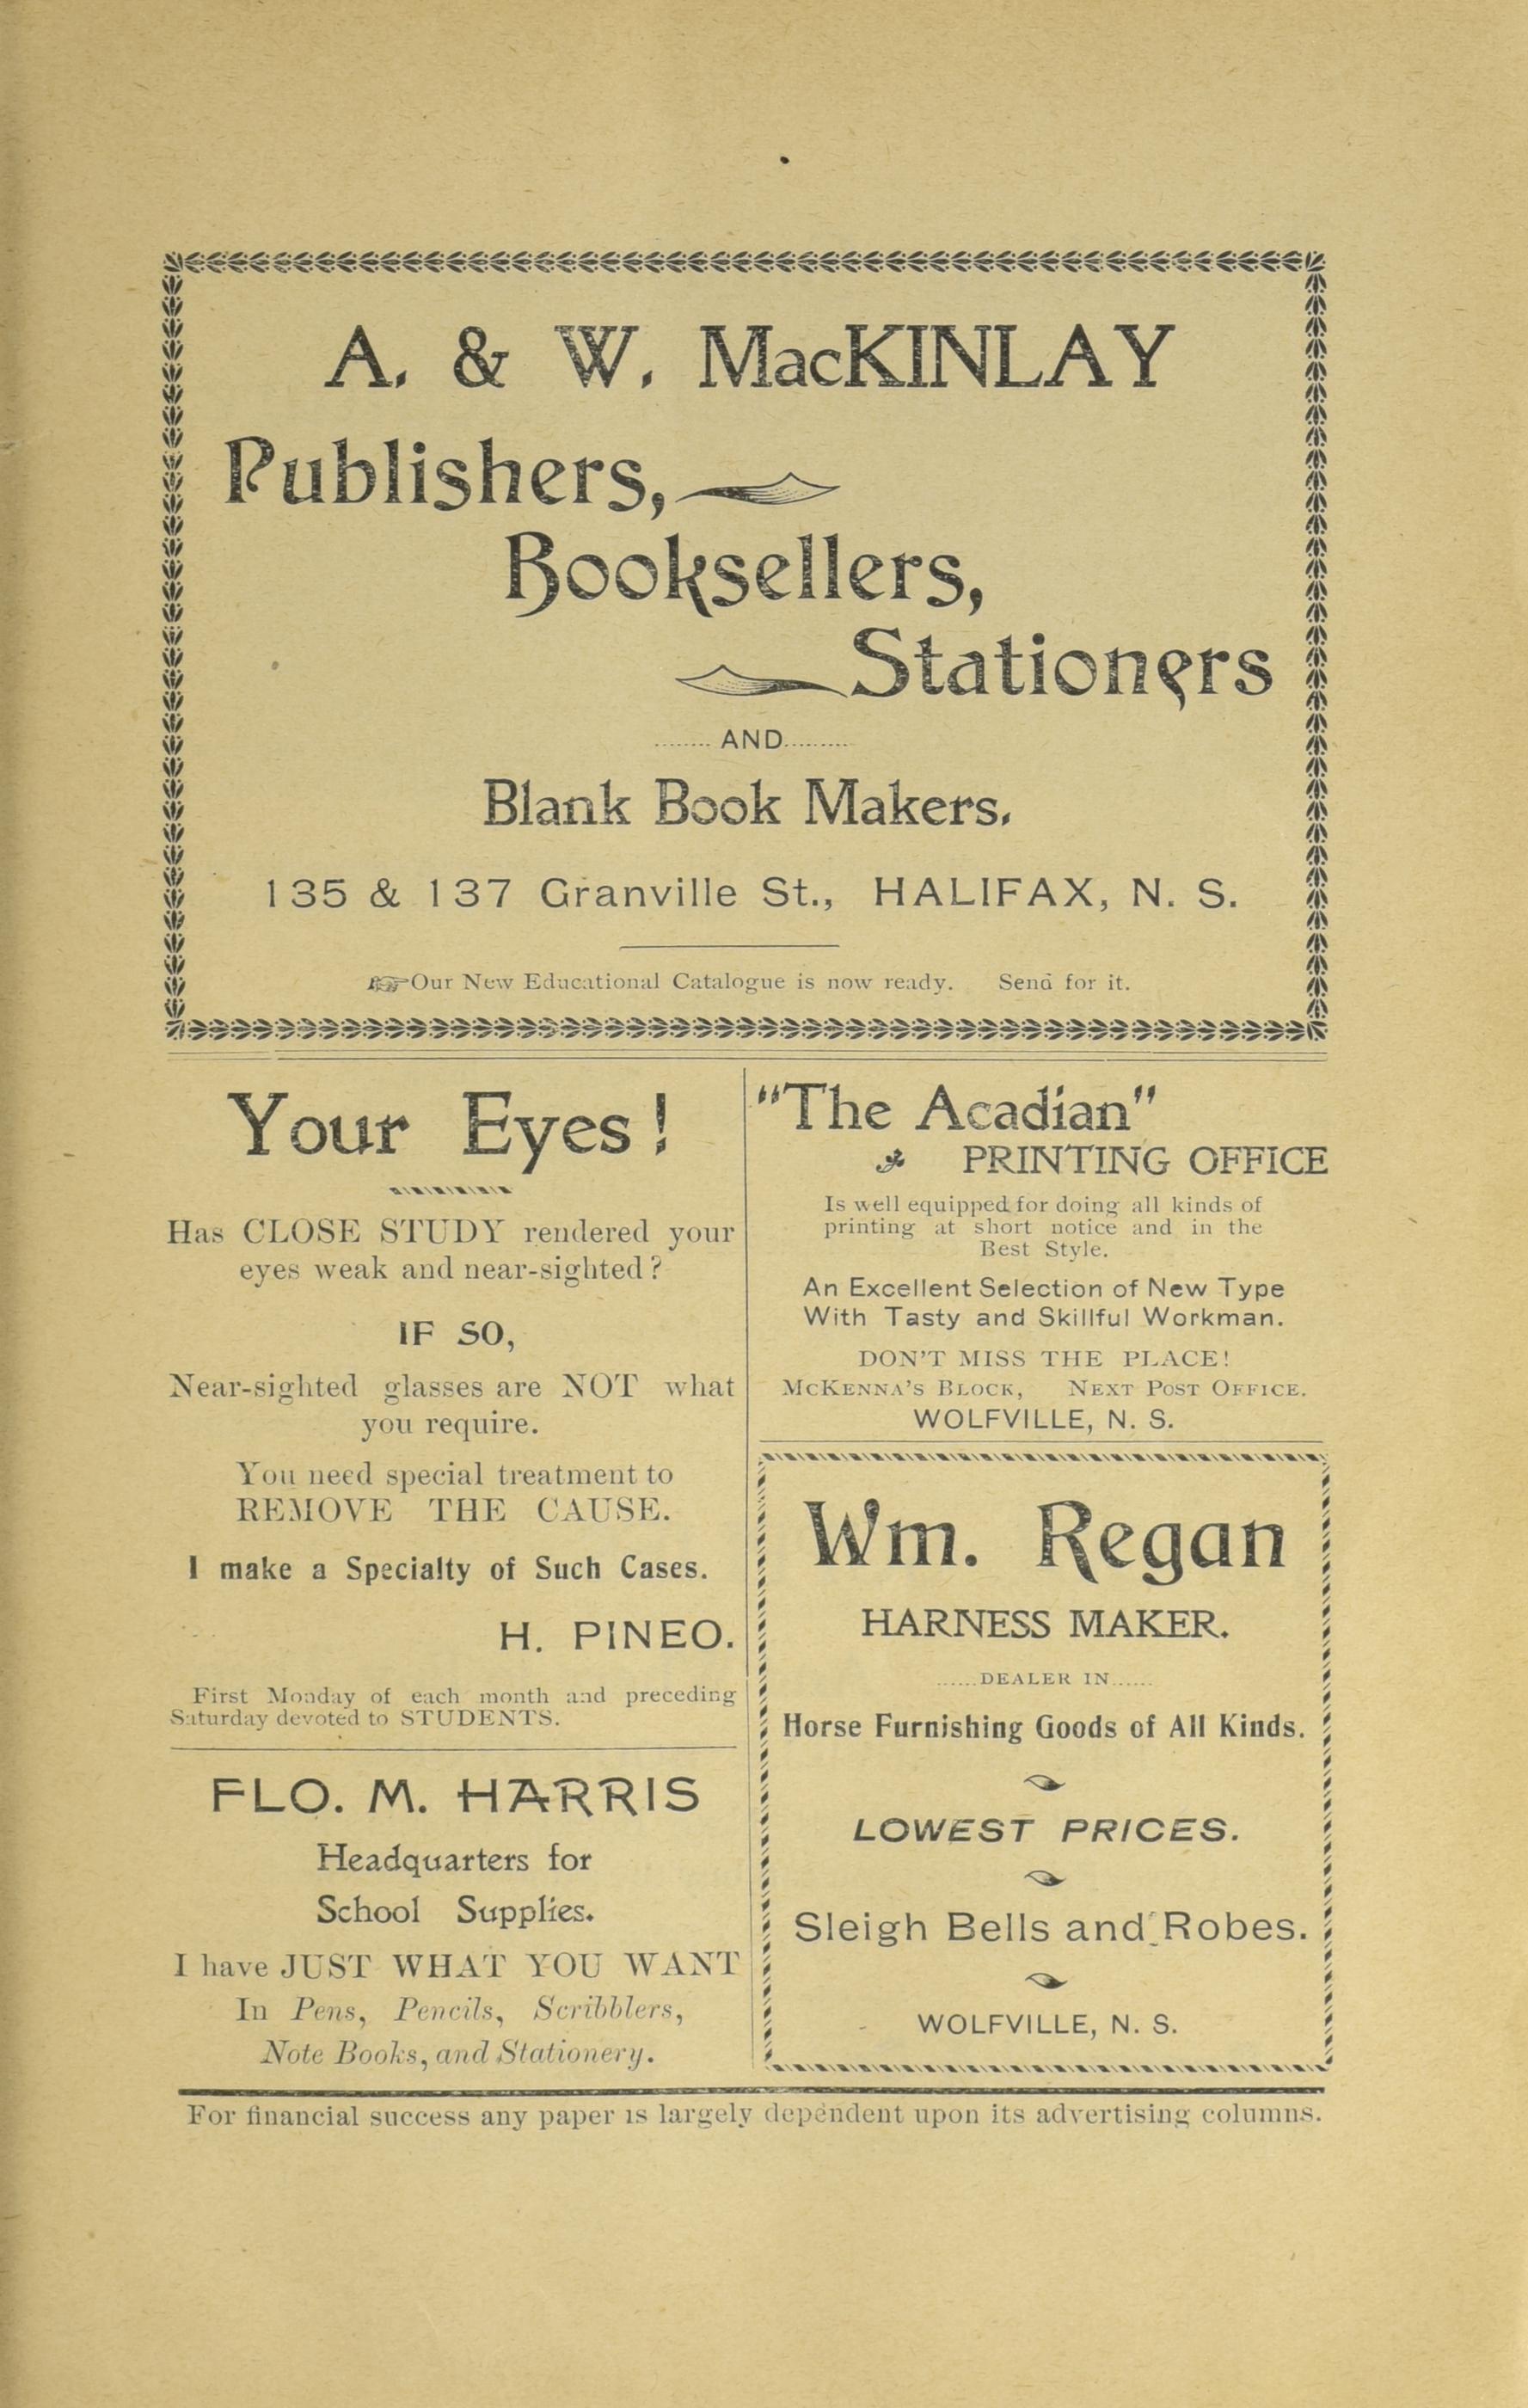 A. & W. MacKINLAY
Publishers,
Booksellers,
Stationers
........ AND.........
Blank Book Makers.
135 & 137 Granville St., HALIFAX, N. S.
☞Our New Educational Catalogue is now ready. Send for it.
Your Eyes!
Has CLOSE STUDY rendered your
eyes weak and near-sighted?
IF SO,
Near-sighted glasses are NOT what
you require.
You need special treatment to
REMOVE THE CAUSE.
I make a Specialty of Such Cases.
H. PINEO.
First Monday of each month and preceding
Saturday devoted to STUDENTS.
FLO. M. HARRIS
Headquarters for
School Supplies.
I have JUST WHAT YOU WANT
In Pens, Pencils, Scribblers,
Note Books, and Stationery.
"The Acadian"
PRINTING OFFICE
Is well equipped for doing all kinds of
printing at short notice and in the
Best Style.
An Excellent Selection of New Type
With Tasty and Skillful Workman.
DON'T MISS THE PLACE!
McKENNA'S BLOCK, NEXT POST OFFICE.
WOLFVILLE, N. S.
Wm. Regan
HARNESS MAKER.
......DEALER IN......
Horse Furnishing Goods of All Kinds.
LOWEST PRICES.
Sleigh Bells and Robes.
WOLFVILLE, N. S.
For financial success any paper is largely dependent upon its advertising columns.